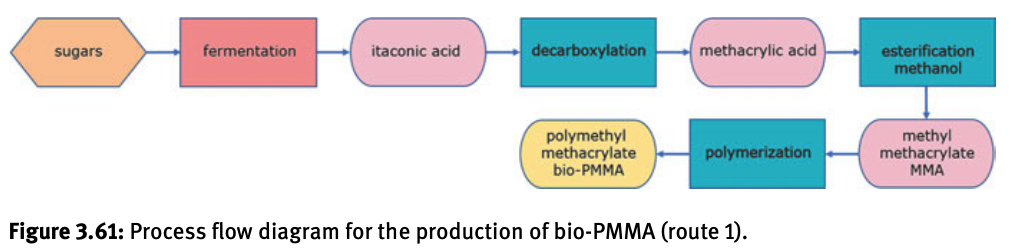 sugars
fermentation
itaconic acid
decarboxylation
methacrylic acid
esterification
methanol
polymethyl
methacrylate
bio-PMMA
polymerization
methyl
methacrylate
MMA
Figure 3.61: Process flow diagram for the production of bio-PMMA (route 1).